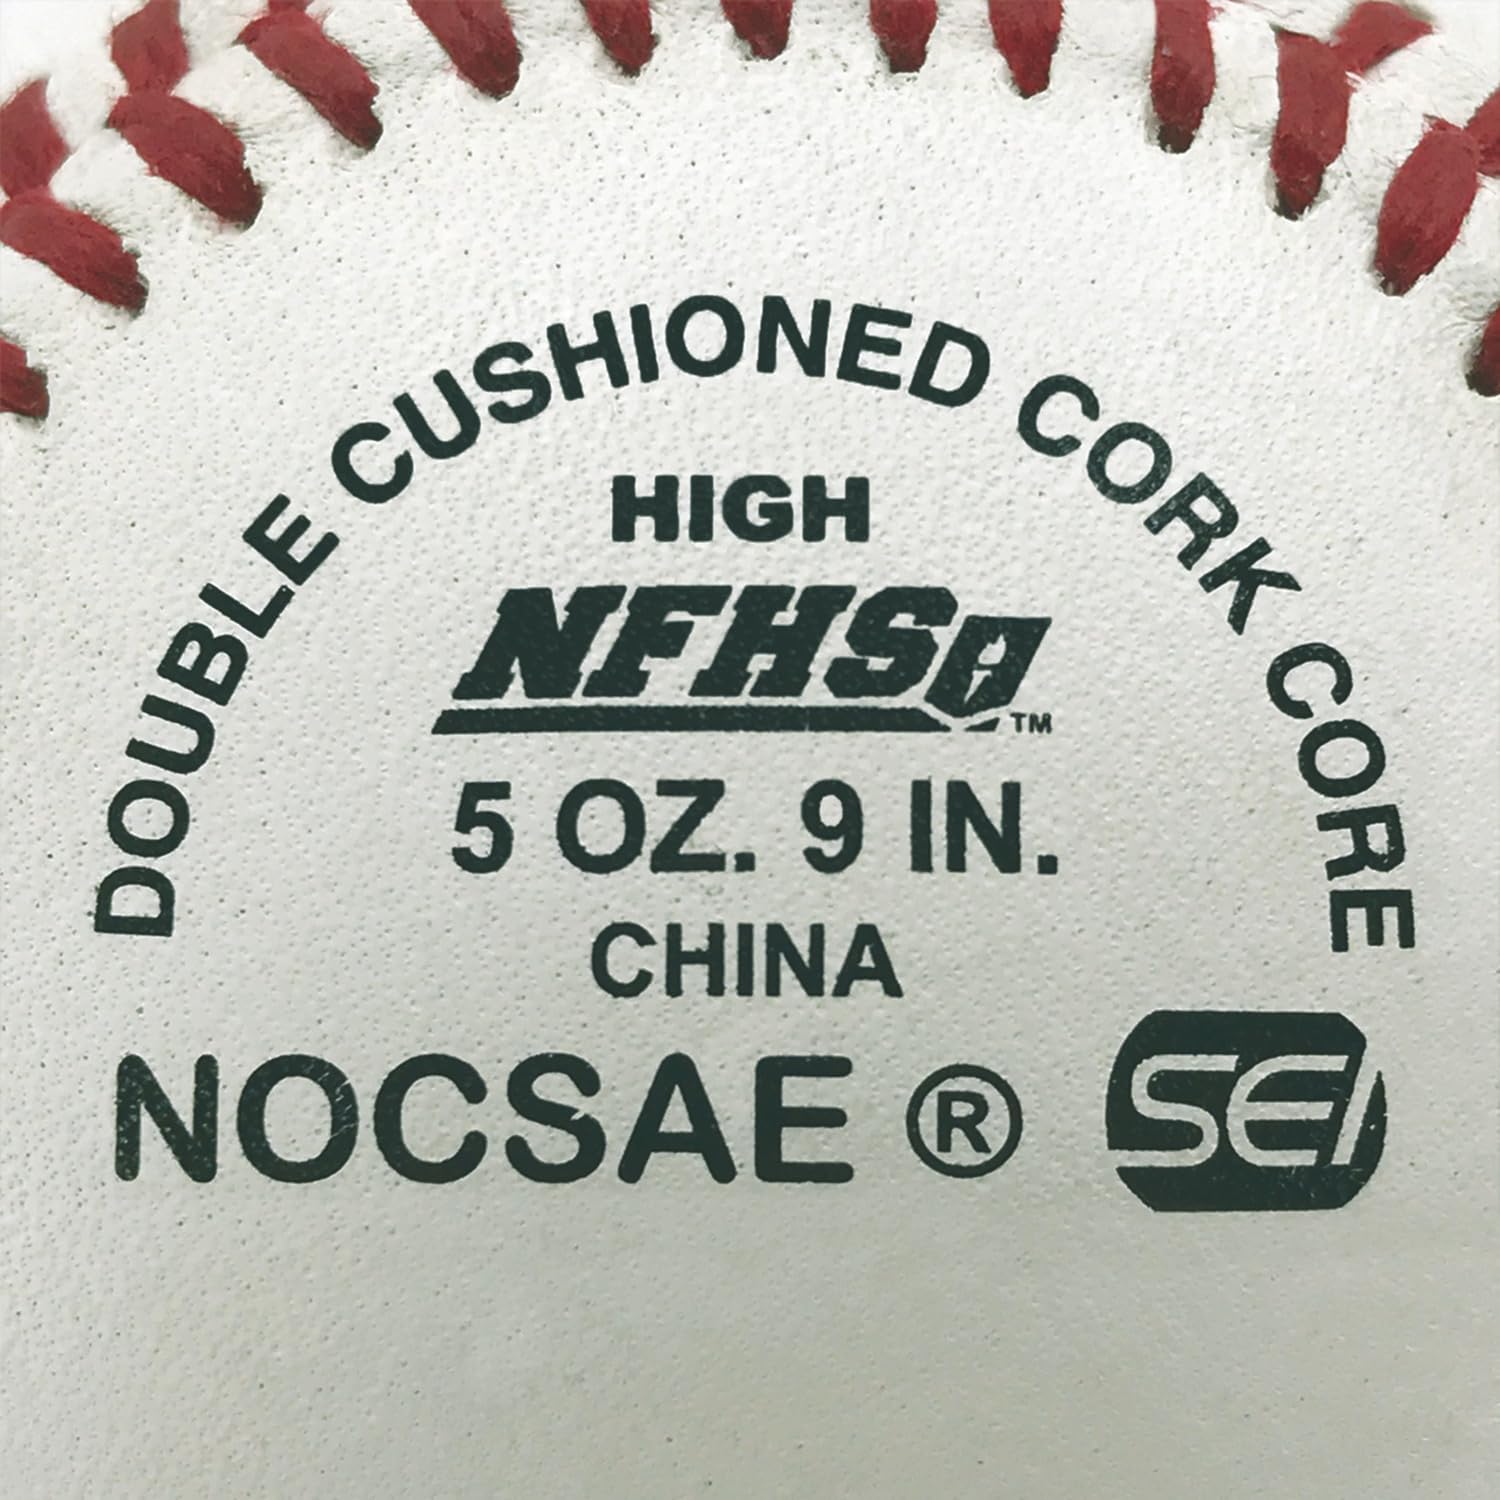 DOUBLE CUSHIONED CORK CORE
HIGH
NFHS ™
5 OZ. 9 IN.
CHINA
NOCSAE ® SEI